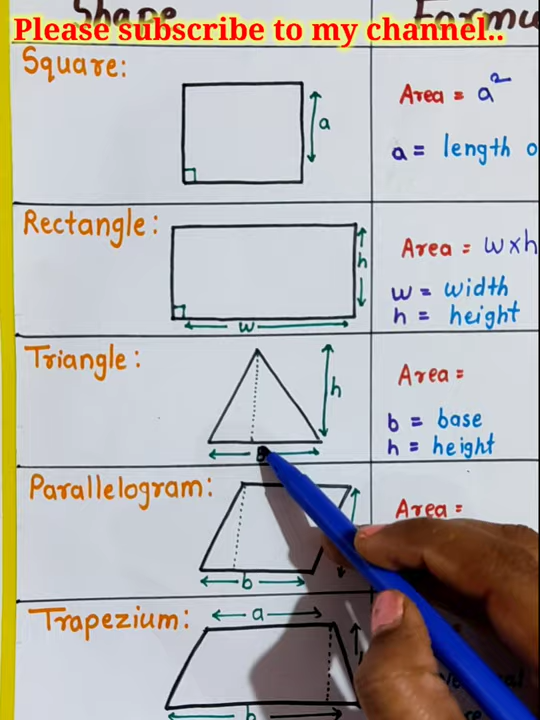 Shape
Formu
Please subscribe to my channel..
Square:
a
Area = a²
a = length o
Rectangle:
h
w
Area = w×h
w = width
h = height
Triangle:
h
Area =
b = base
h = height
Parallelogram:
b
Area =
Trapezium:
a
b